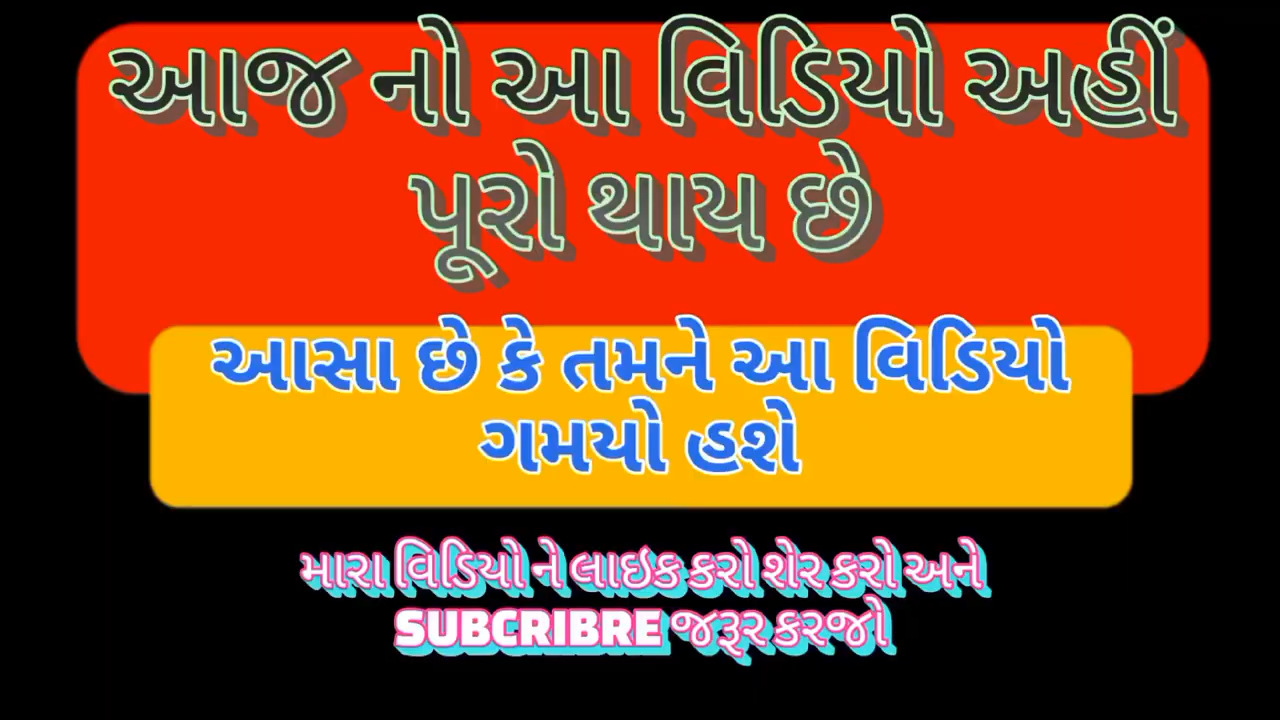 આજ નો આ વિડિયો અહીં
પૂરો થાય છે
આસા છે કે તમને આ વિડિયો
ગમયો હશે
મારા વિડિયો ને લાઇક કરો શેર કરો અને
SUBCRIBRE જરૂર કરજો